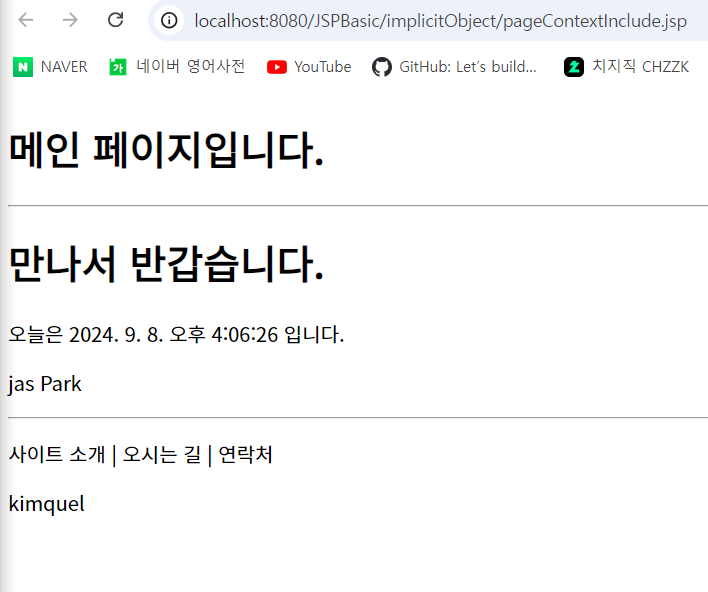 localhost:8080/JSPBasic/implicitObject/pageContextInclude.jsp
N NAVER 가 네이버 영어사전 YouTube GitHub: Let's build... Z 치지직 CHZZK
메인 페이지입니다.
만나서 반갑습니다.
오늘은 2024. 9. 8. 오후 4:06:26 입니다.
jas Park
사이트 소개 | 오시는 길 | 연락처
kimquel